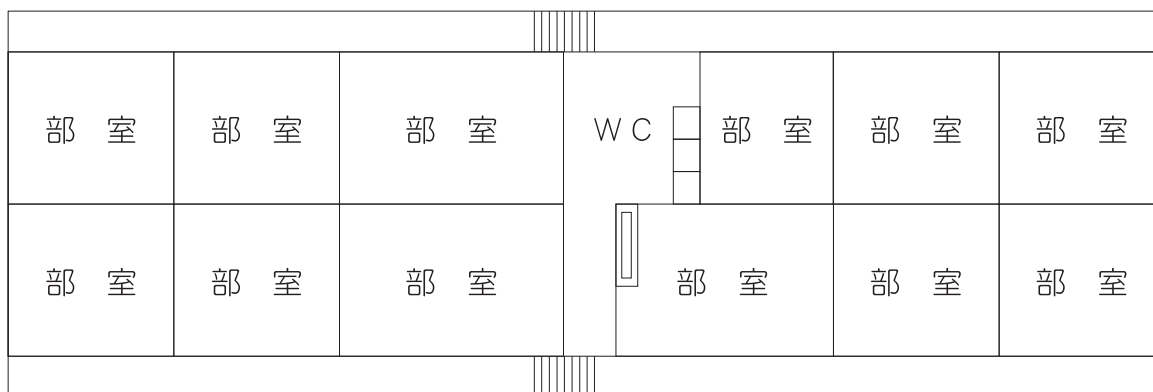 部 室 部 室 部 室 WC 部 室 部 室 部 室
部 室 部 室 部 室 部 室 部 室 部 室